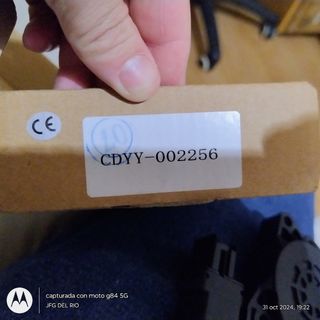 CE
10
CDYY-002256
capturada con moto g84 5G
JFG DEL RIO
31 oct 2024, 19:22